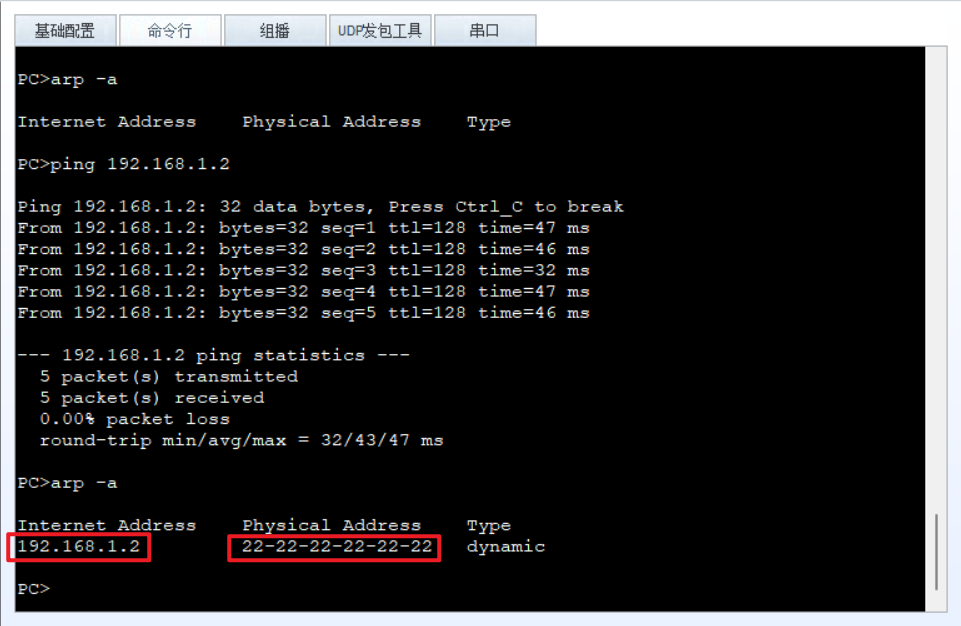 基础配置 命令行 组播 UDP发包工具 串口
PC>arp -a
Internet Address Physical Address Type
PC>ping 192.168.1.2
Ping 192.168.1.2: 32 data bytes, Press Ctrl_C to break
From 192.168.1.2: bytes=32 seq=1 ttl=128 time=47 ms
From 192.168.1.2: bytes=32 seq=2 ttl=128 time=46 ms
From 192.168.1.2: bytes=32 seq=3 ttl=128 time=32 ms
From 192.168.1.2: bytes=32 seq=4 ttl=128 time=47 ms
From 192.168.1.2: bytes=32 seq=5 ttl=128 time=46 ms
--- 192.168.1.2 ping statistics ---
5 packet(s) transmitted
5 packet(s) received
0.00% packet loss
round-trip min/avg/max = 32/43/47 ms
PC>arp -a
Internet Address Physical Address Type
192.168.1.2 22-22-22-22-22-22 dynamic
PC>